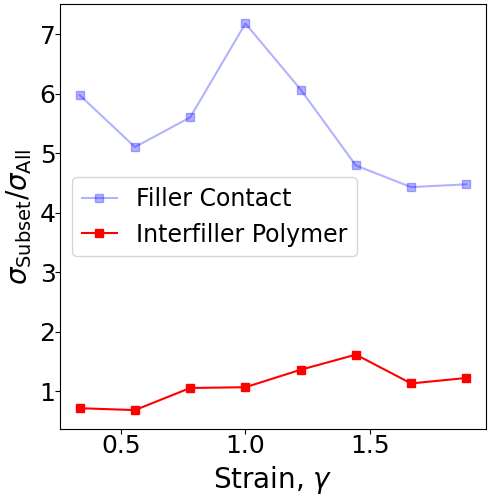 7
6
5
4
3
2
1
σSubset/σAll
Filler Contact
Interfiller Polymer
0.5 1.0 1.5
Strain, γ